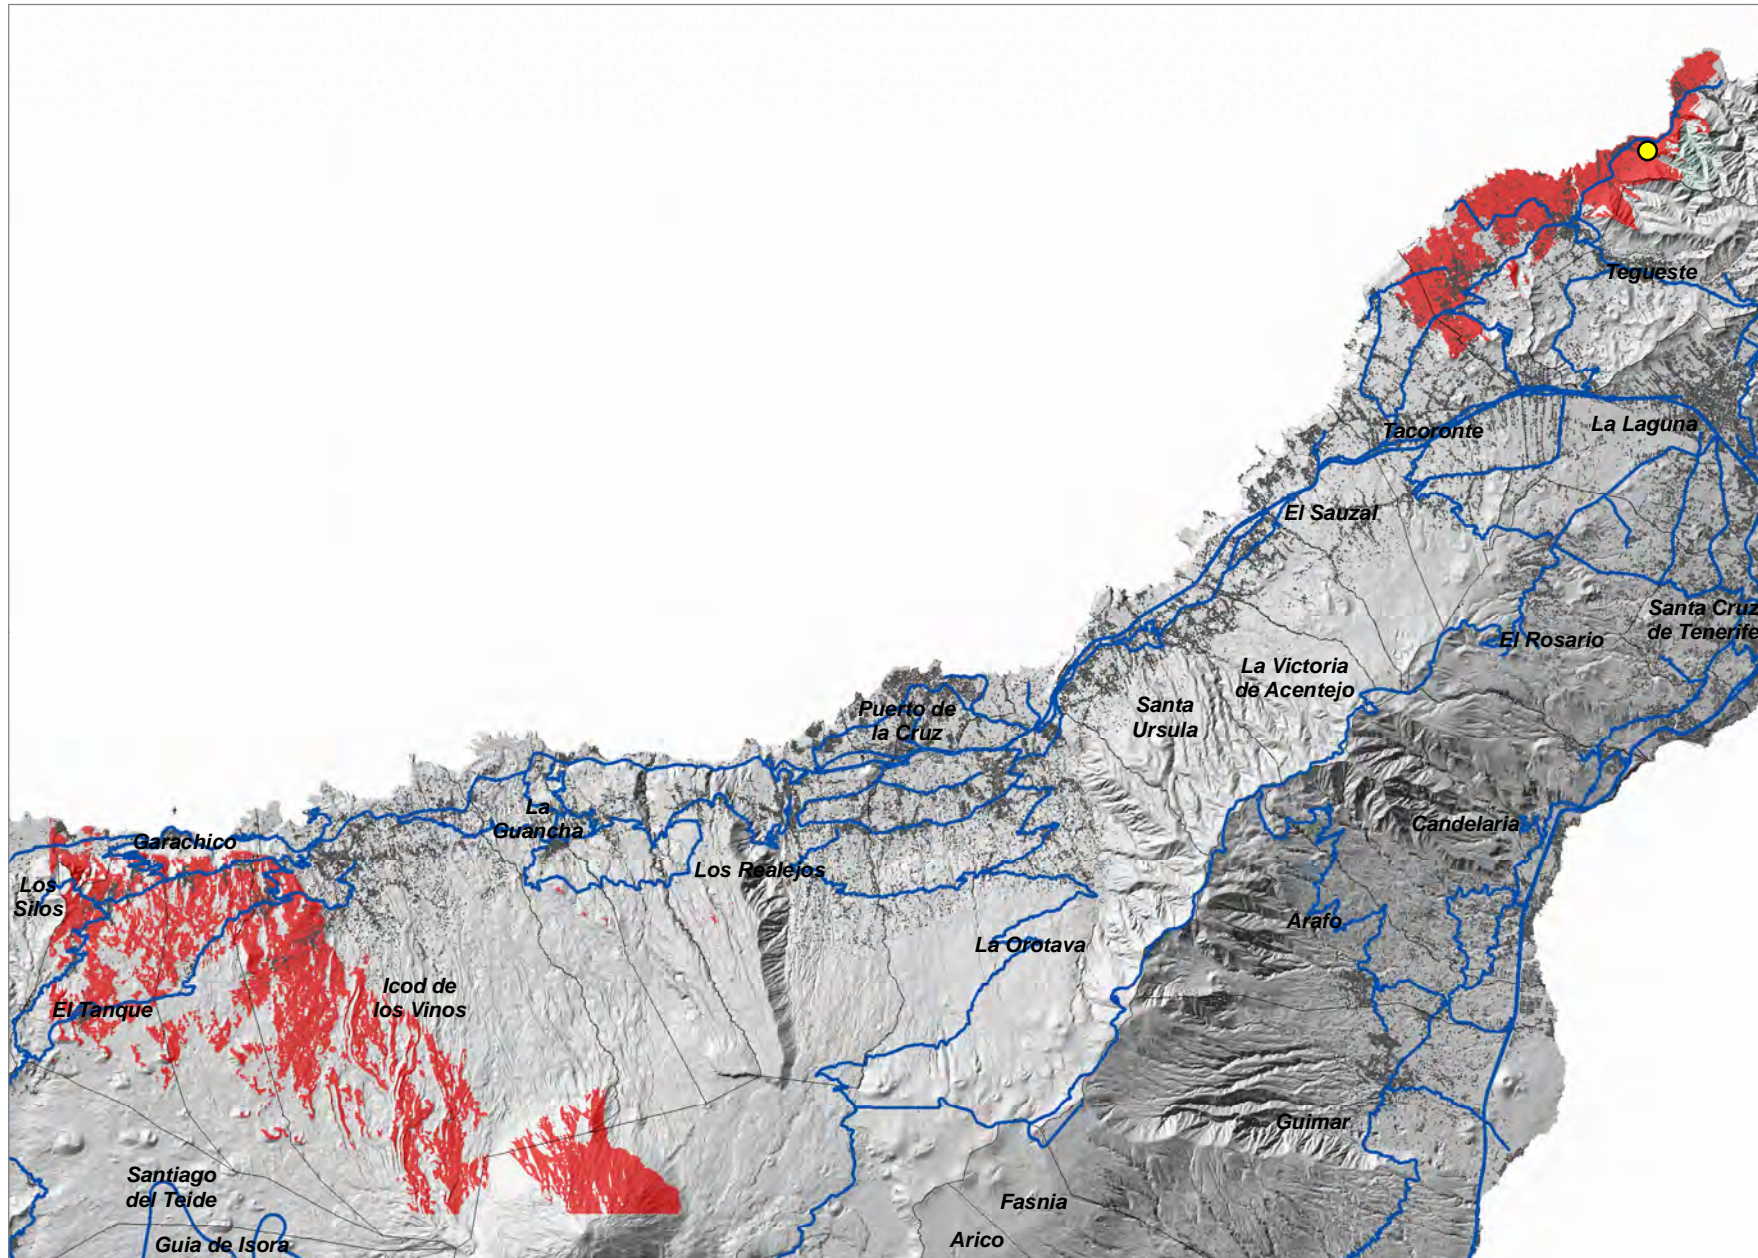 Tegueste
La Laguna
Tacoronte
El Sauzal
Santa Cruz
de Tenerife
El Rosario
La Victoria
de Acentejo
Santa
Ursula
Puerto de
la Cruz
La
Guancha
Candelaria
Garachico
Los Realejos
Los
Silos
Arafo
La Orotava
Icod de
los Vinos
El Tanque
Guimar
Santiago
del Teide
Fasnia
Guia de Isora
Arico